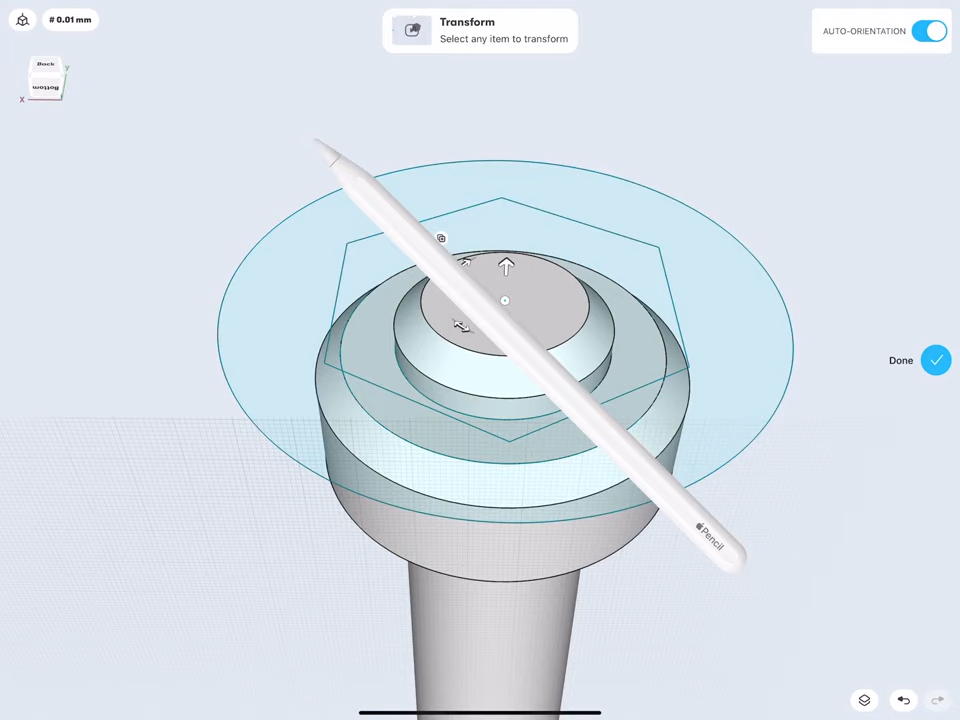 # 0.01 mm
Transform
Select any item to transform
AUTO-ORIENTATION
Back
Bottom
Y
X
Done
Pencil